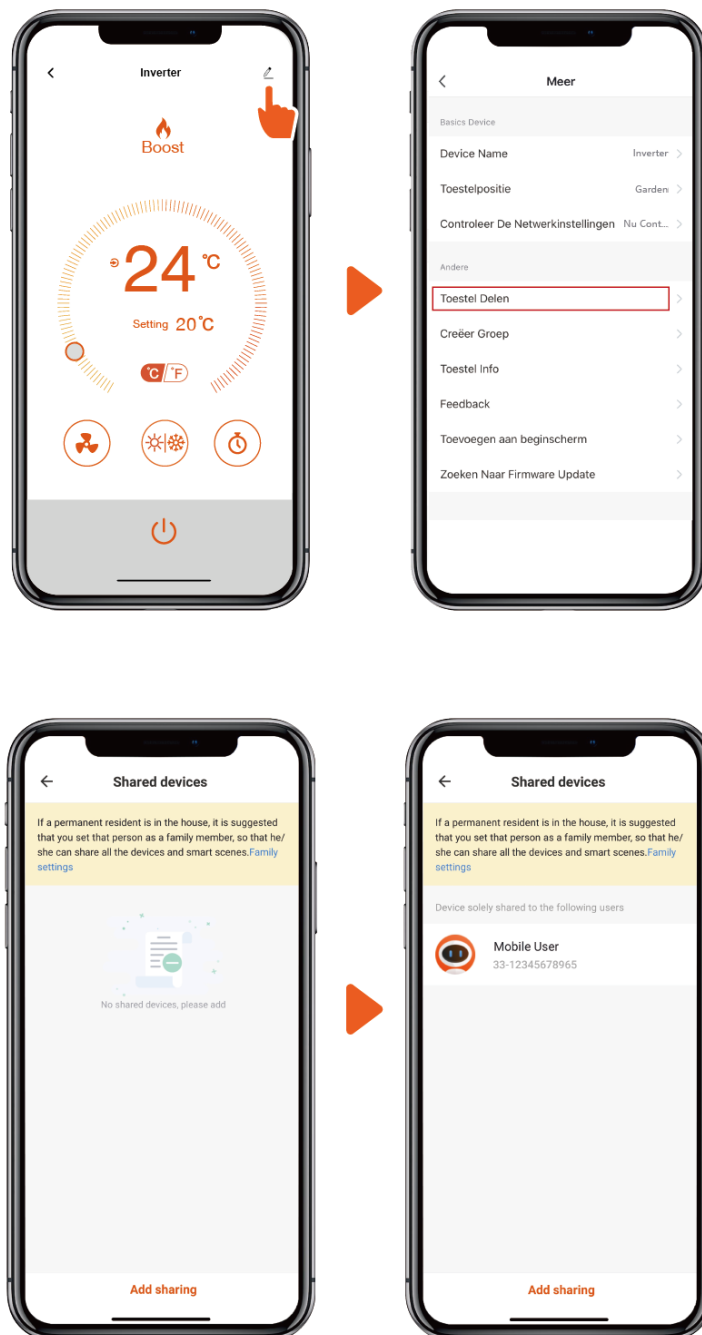 Inverter
Boost
24 °C
Setting 20°C
°C/°F
Meer
Basics Device
Device Name Inverter
Toestelpositie Garden
Controleer De Netwerkinstellingen Nu Cont...
Andere
Toestel Delen
Creëer Groep
Toestel Info
Feedback
Toevoegen aan beginscherm
Zoeken Naar Firmware Update
Shared devices
If a permanent resident is in the house, it is suggested
that you set that person as a family member, so that he/
she can share all the devices and smart scenes.Family
settings
No shared devices, please add
Add sharing
Shared devices
If a permanent resident is in the house, it is suggested
that you set that person as a family member, so that he/
she can share all the devices and smart scenes.Family
settings
Device solely shared to the following users
Mobile User
33-12345678965
Add sharing